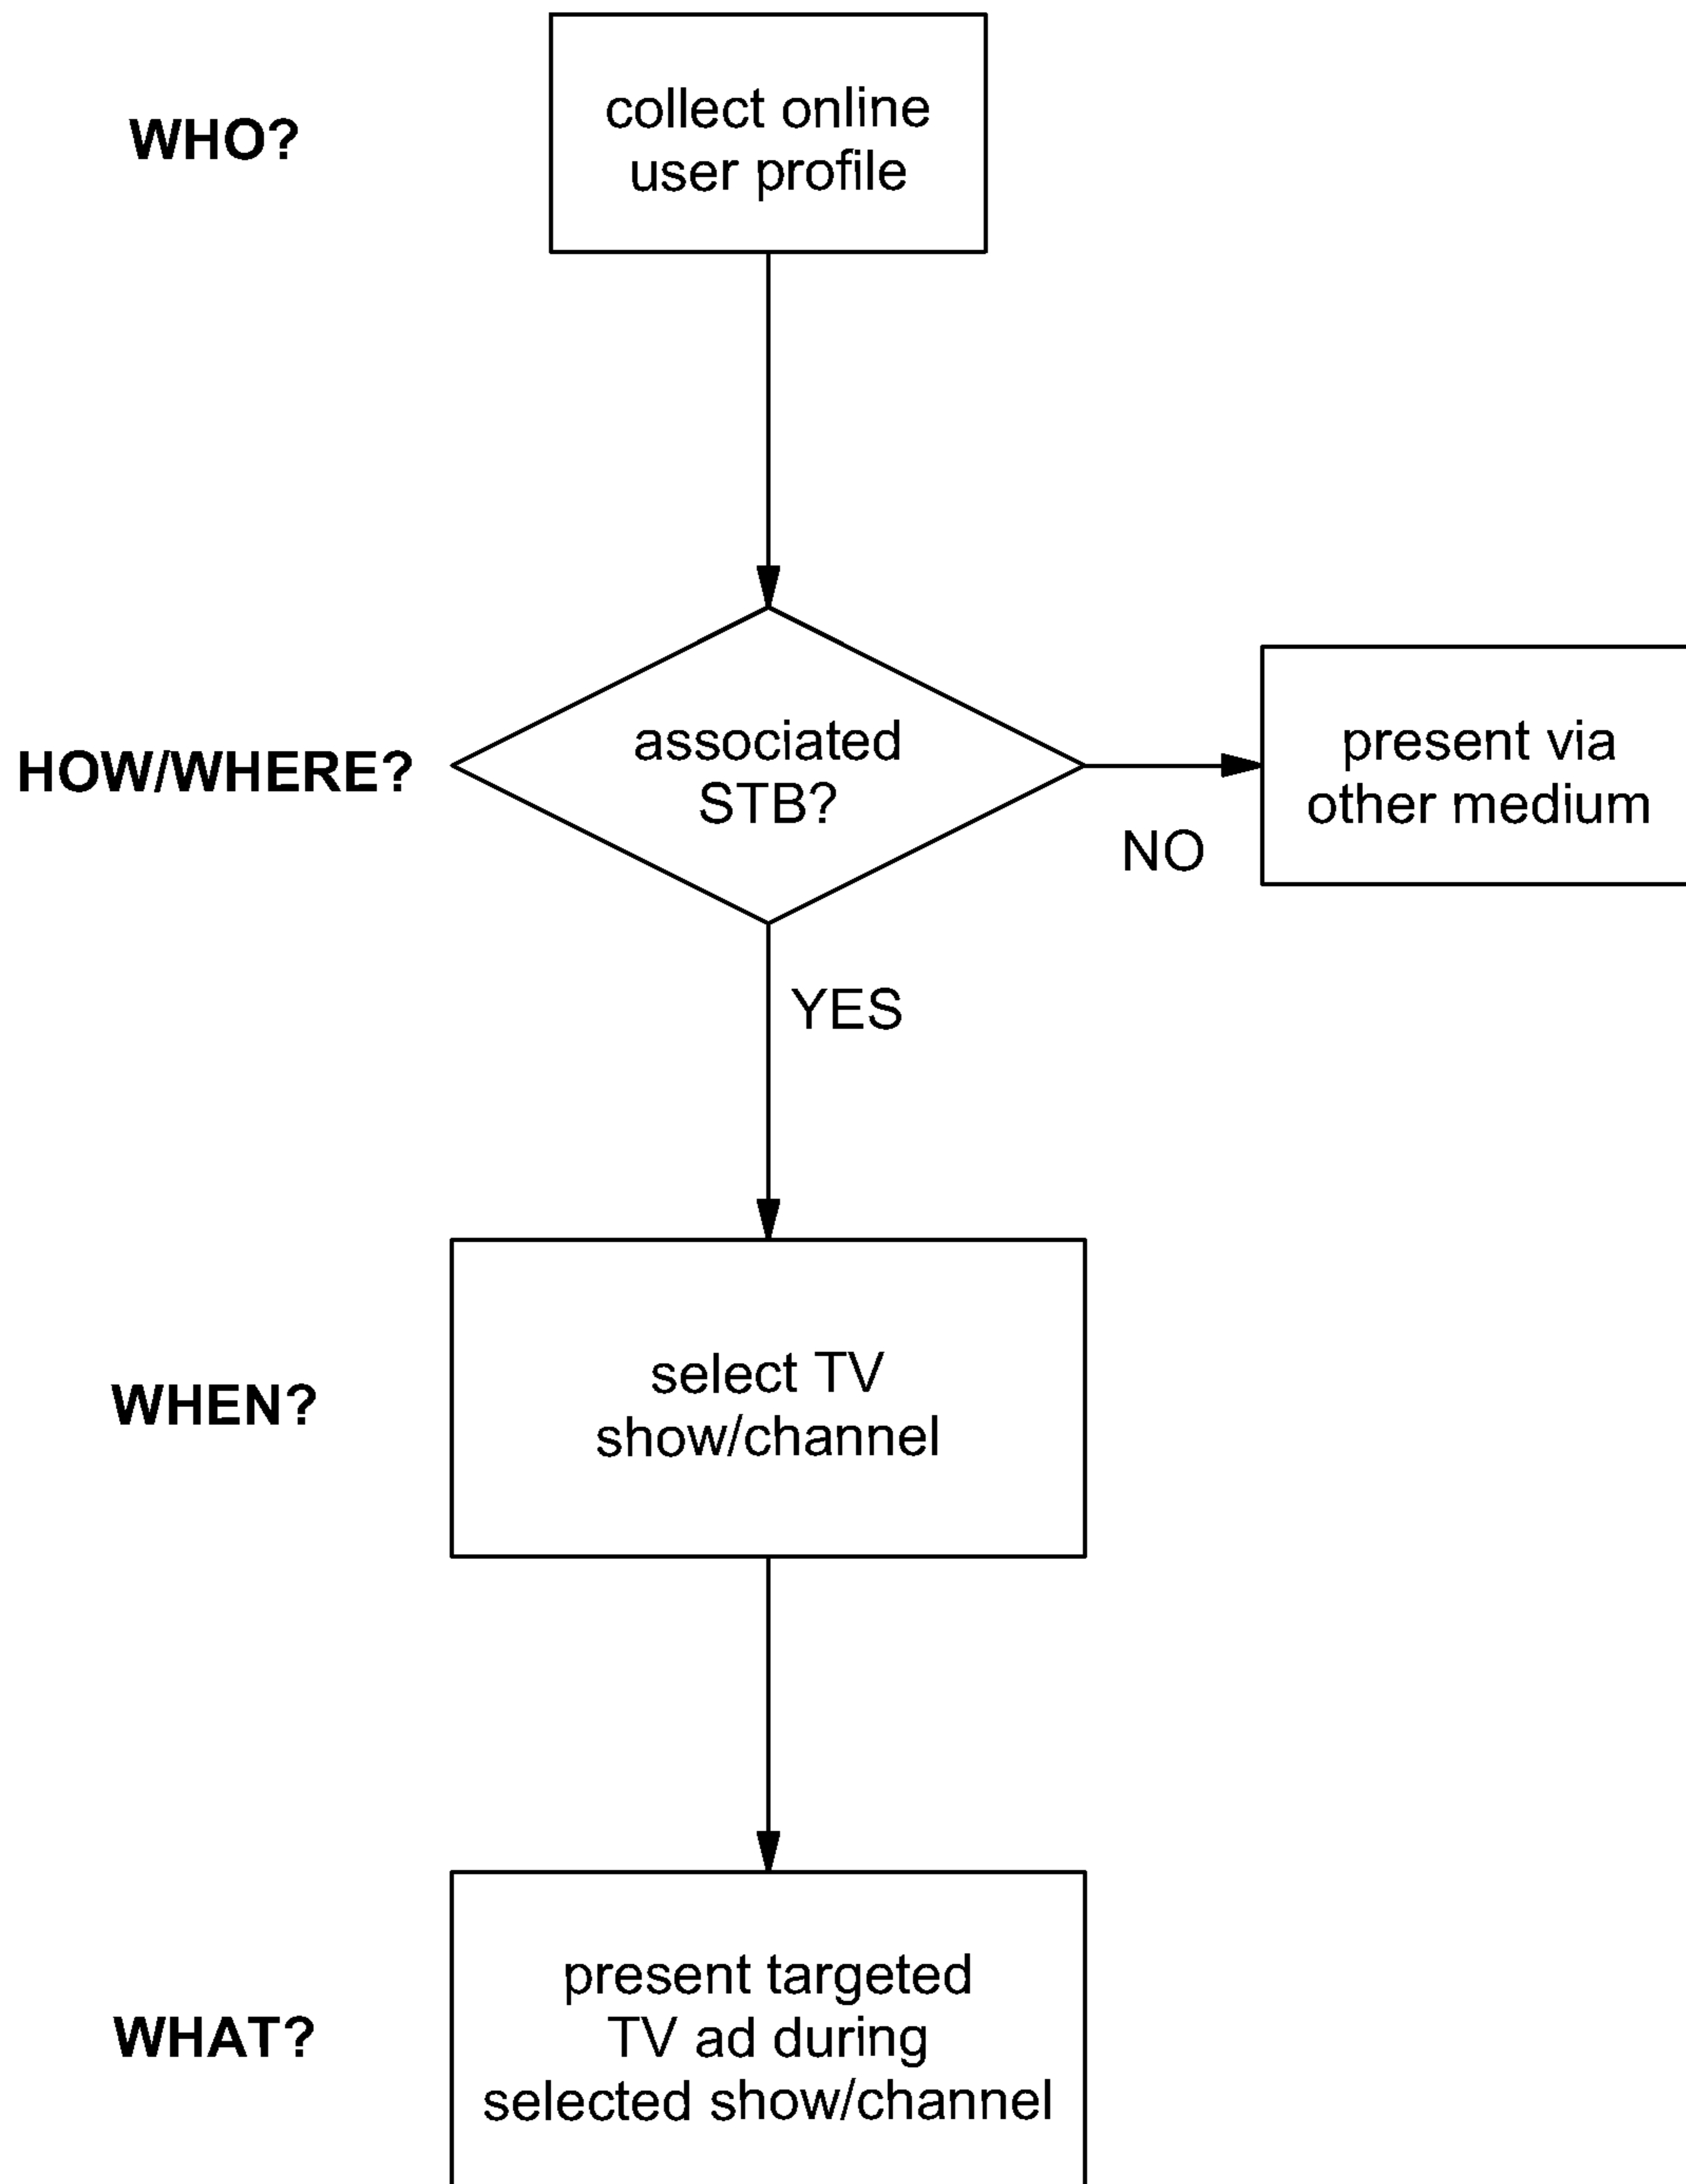 WHO?
collect online
user profile
HOW/WHERE?
associated
STB?
NO
present via
other medium
YES
WHEN?
select TV
show/channel
WHAT?
present targeted
TV ad during
selected show/channel